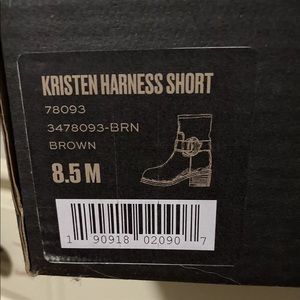 KRISTEN HARNESS SHORT
78093
3478093-BRN
BROWN
8.5 M
1 90918 02090 7